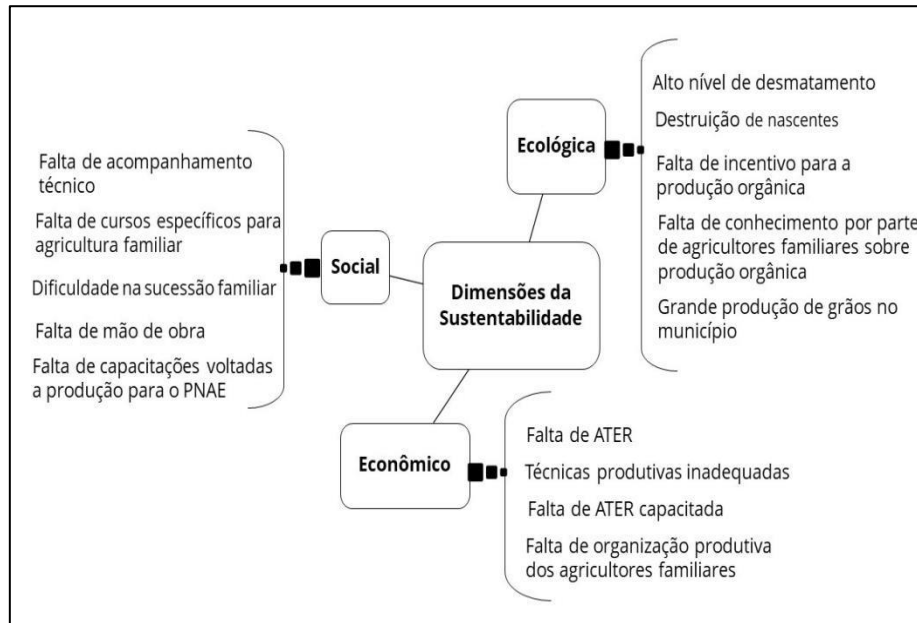 Dimensões da
Sustentabilidade
Ecológica
Alto nível de desmatamento
Destruição de nascentes
Falta de incentivo para a
produção orgânica
Falta de conhecimento por parte
de agricultores familiares sobre
produção orgânica
Grande produção de grãos no
município
Social
Falta de acompanhamento
técnico
Falta de cursos específicos para
agricultura familiar
Dificuldade na sucessão familiar
Falta de mão de obra
Falta de capacitações voltadas
a produção para o PNAE
Econômico
Falta de ATER
Técnicas produtivas inadequadas
Falta de ATER capacitada
Falta de organização produtiva
dos agricultores familiares